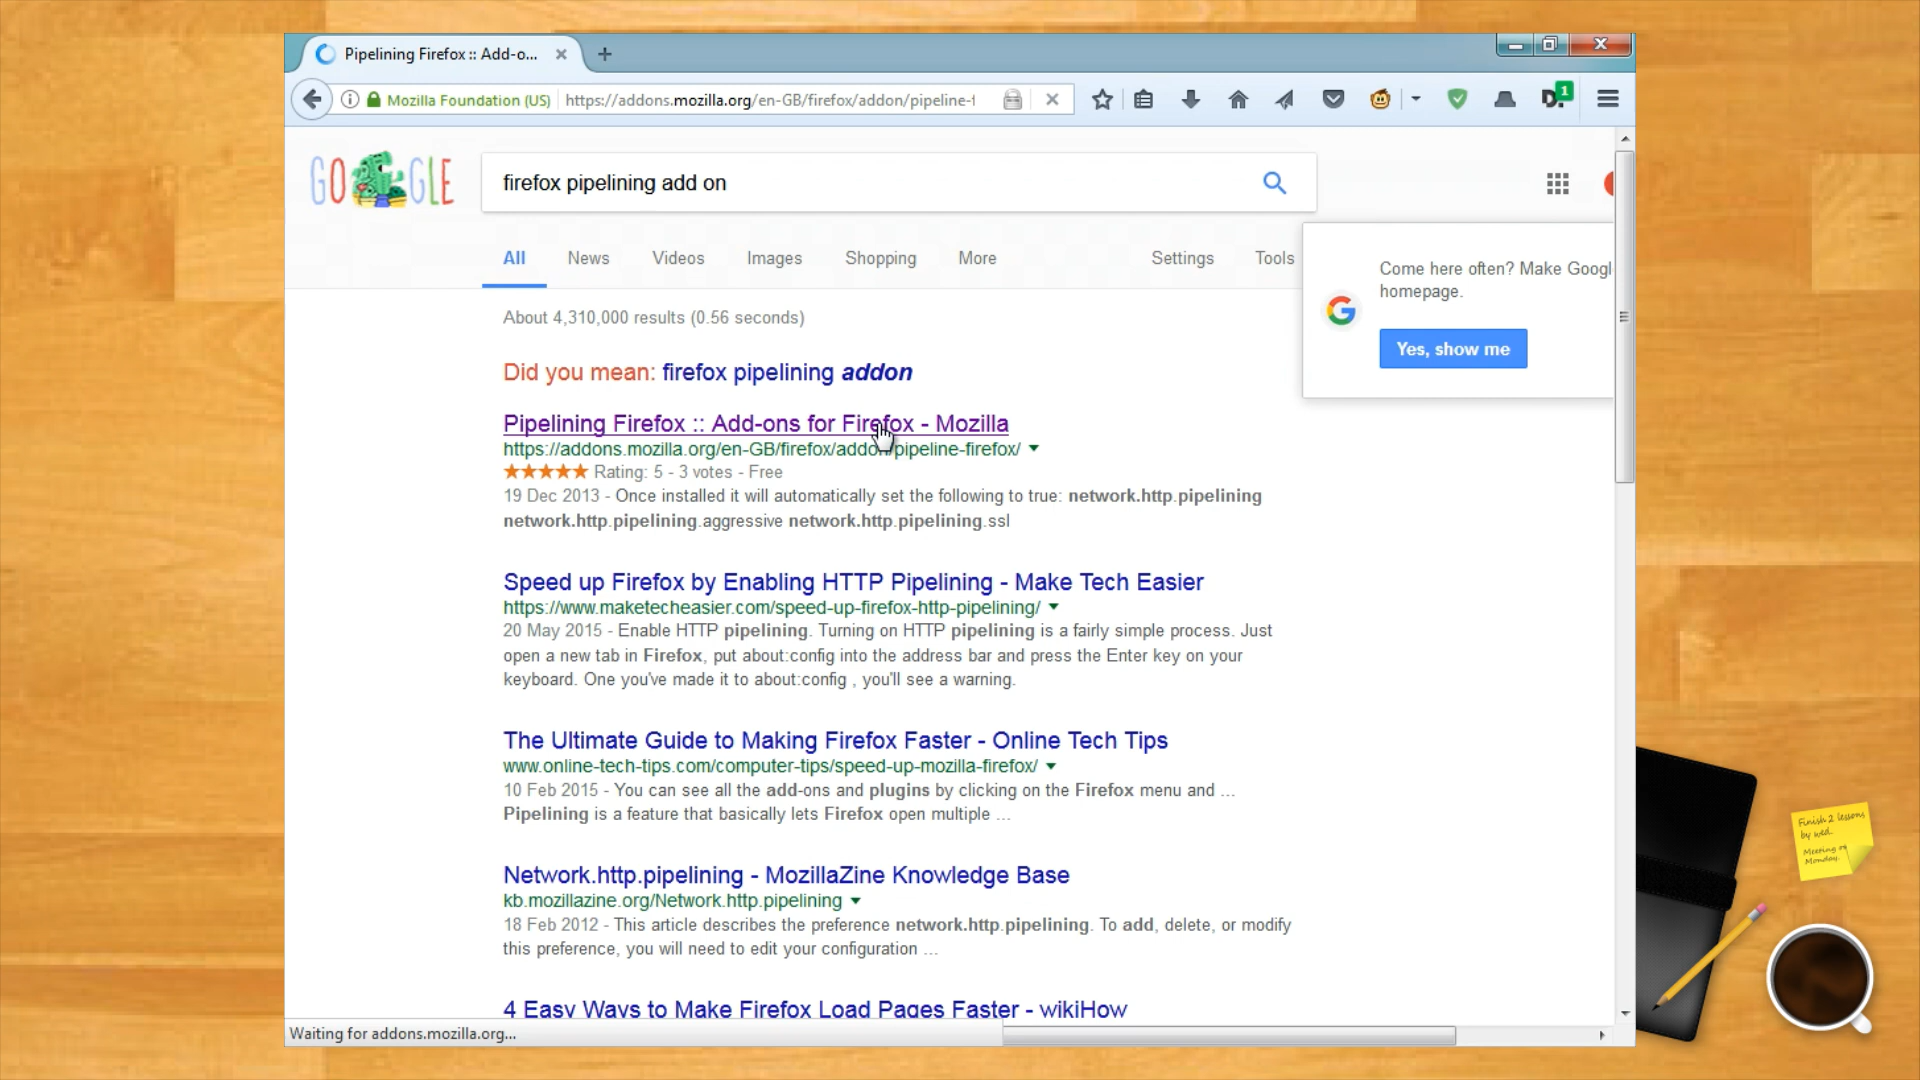 Pipelining Firefox :: Add-o...
Mozilla Foundation (US)
https://addons.mozilla.org/en-GB/firefox/addon/pipeline-f
1
GOOGLE
firefox pipelining add on
All
News
Videos
Images
Shopping
More
Settings
Tools
Come here often? Make Googl
homepage.
Yes, show me
About 4,310,000 results (0.56 seconds)
Did you mean: firefox pipelining addon
Pipelining Firefox :: Add-ons for Firefox - Mozilla
https://addons.mozilla.org/en-GB/firefox/addon/pipeline-firefox/
Rating: 5 - 3 votes - Free
19 Dec 2013 - Once installed it will automatically set the following to true: network.http.pipelining
network.http.pipelining.aggressive network.http.pipelining.ssl
Speed up Firefox by Enabling HTTP Pipelining - Make Tech Easier
https://www.maketecheasier.com/speed-up-firefox-http-pipelining/
20 May 2015 - Enable HTTP pipelining. Turning on HTTP pipelining is a fairly simple process. Just
open a new tab in Firefox, put about:config into the address bar and press the Enter key on your
keyboard. One you've made it to about:config , you'll see a warning.
The Ultimate Guide to Making Firefox Faster - Online Tech Tips
www.online-tech-tips.com/computer-tips/speed-up-mozilla-firefox/
10 Feb 2015 - You can see all the add-ons and plugins by clicking on the Firefox menu and ...
Pipelining is a feature that basically lets Firefox open multiple ...
Network.http.pipelining - MozillaZine Knowledge Base
kb.mozillazine.org/Network.http.pipelining
18 Feb 2012 - This article describes the preference network.http.pipelining. To add, delete, or modify
this preference, you will need to edit your configuration ...
4 Easy Ways to Make Firefox Load Pages Faster - wikiHow
Waiting for addons.mozilla.org...
Finish 2 lessons
by wed.
Meeting on
Monday.